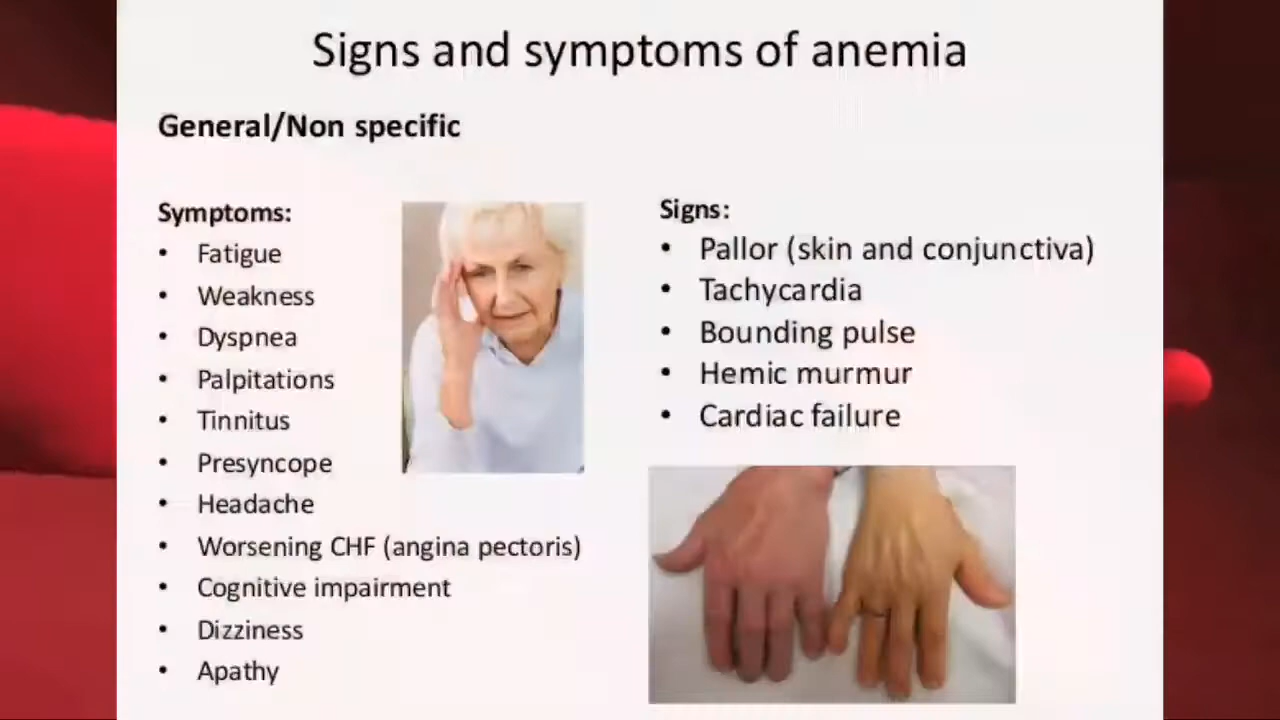 Signs and symptoms of anemia
General/Non specific
Symptoms:
• Fatigue
• Weakness
• Dyspnea
• Palpitations
• Tinnitus
• Presyncope
• Headache
• Worsening CHF (angina pectoris)
• Cognitive impairment
• Dizziness
• Apathy
Signs:
• Pallor (skin and conjunctiva)
• Tachycardia
• Bounding pulse
• Hemic murmur
• Cardiac failure